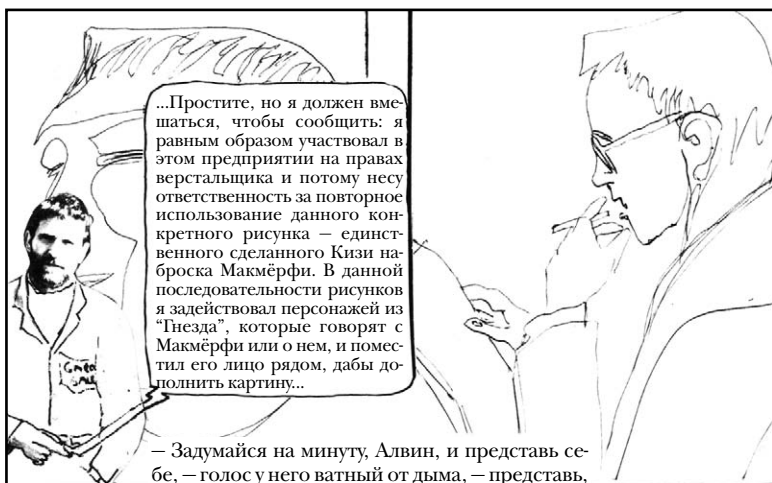 ...Простите, но я должен вме-
шаться, чтобы сообщить: я
равным образом участвовал в
этом предприятии на правах
верстальщика и потому несу
ответственность за повторное
использование данного кон-
кретного рисунка — единст-
венного сделанного Кизи на-
броска Макмёрфи. В данной
последовательности рисунков
я задействовал персонажей из
“Гнезда”, которые говорят с
Макмёрфи или о нем, и помес-
тил его лицо рядом, дабы до-
полнить картину...
— Задумайся на минуту, Алвин, и представь се-
бе, — голос у него ватный от дыма, — представь,